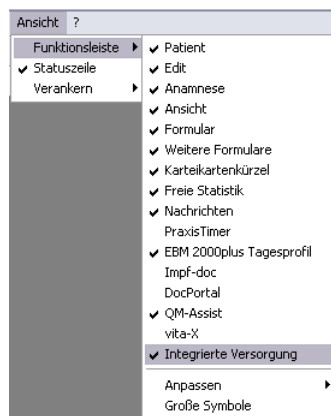 Ansicht ?
Funktionsleiste
Statuszeile
Verankern
Patient
Edit
Anamnese
Ansicht
Formular
Weitere Formulare
Karteikartenkürzel
Freie Statistik
Nachrichten
PraxisTimer
EBM 2000plus Tagesprofil
Impf-doc
DocPortal
QM-Assist
vita-X
Integrierte Versorgung
Anpassen
Große Symbole